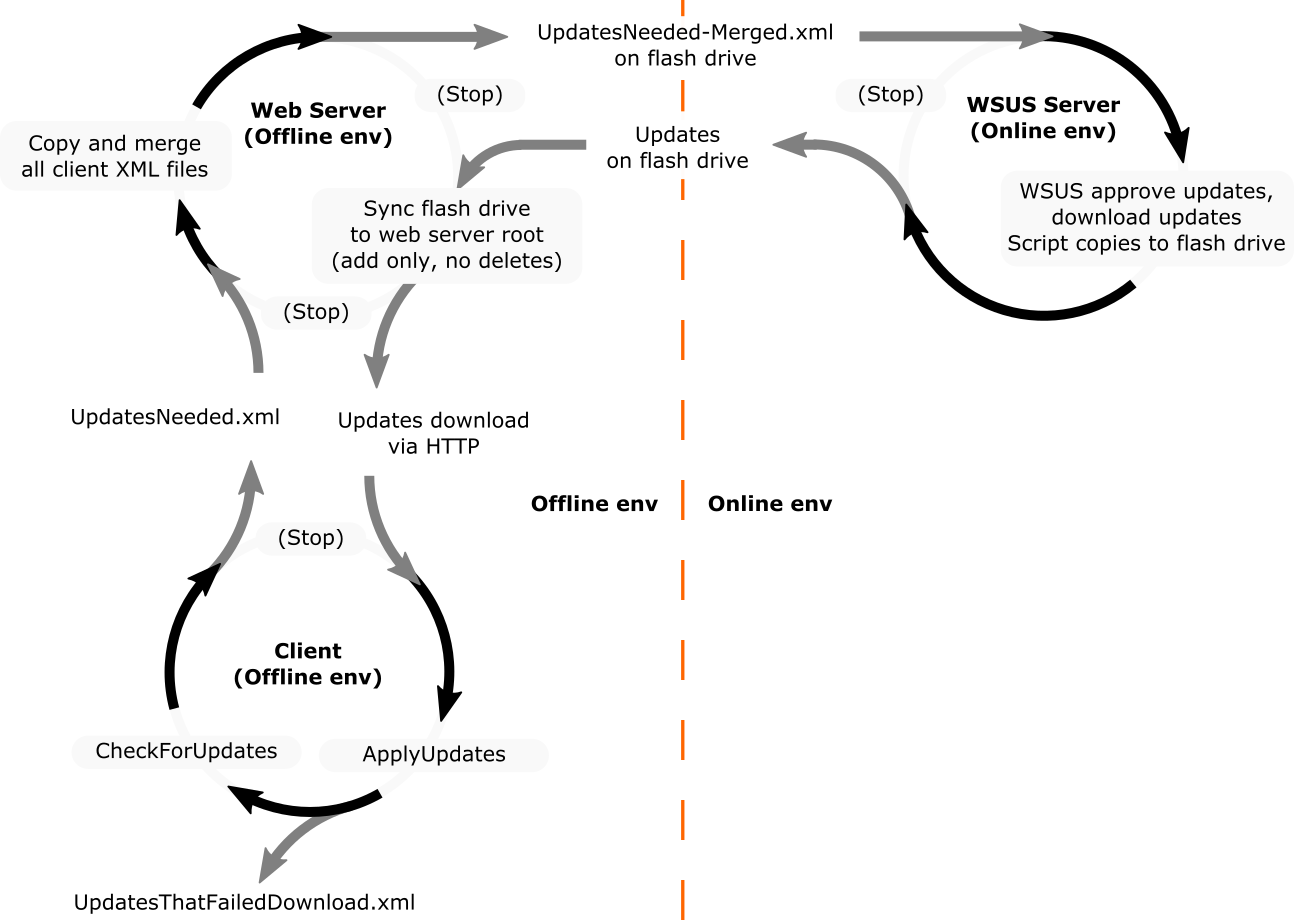 UpdatesNeeded-Merged.xml
on flash drive
(Stop)
(Stop)
Web Server
(Offline env)
WSUS Server
(Online env)
Copy and merge
all client XML files
Updates
on flash drive
WSUS approve updates,
download updates
Script copies to flash drive
Sync flash drive
to web server root
(add only, no deletes)
(Stop)
UpdatesNeeded.xml
Updates download
via HTTP
Offline env
Online env
(Stop)
Client
(Offline env)
CheckForUpdates
ApplyUpdates
UpdatesThatFailedDownload.xml